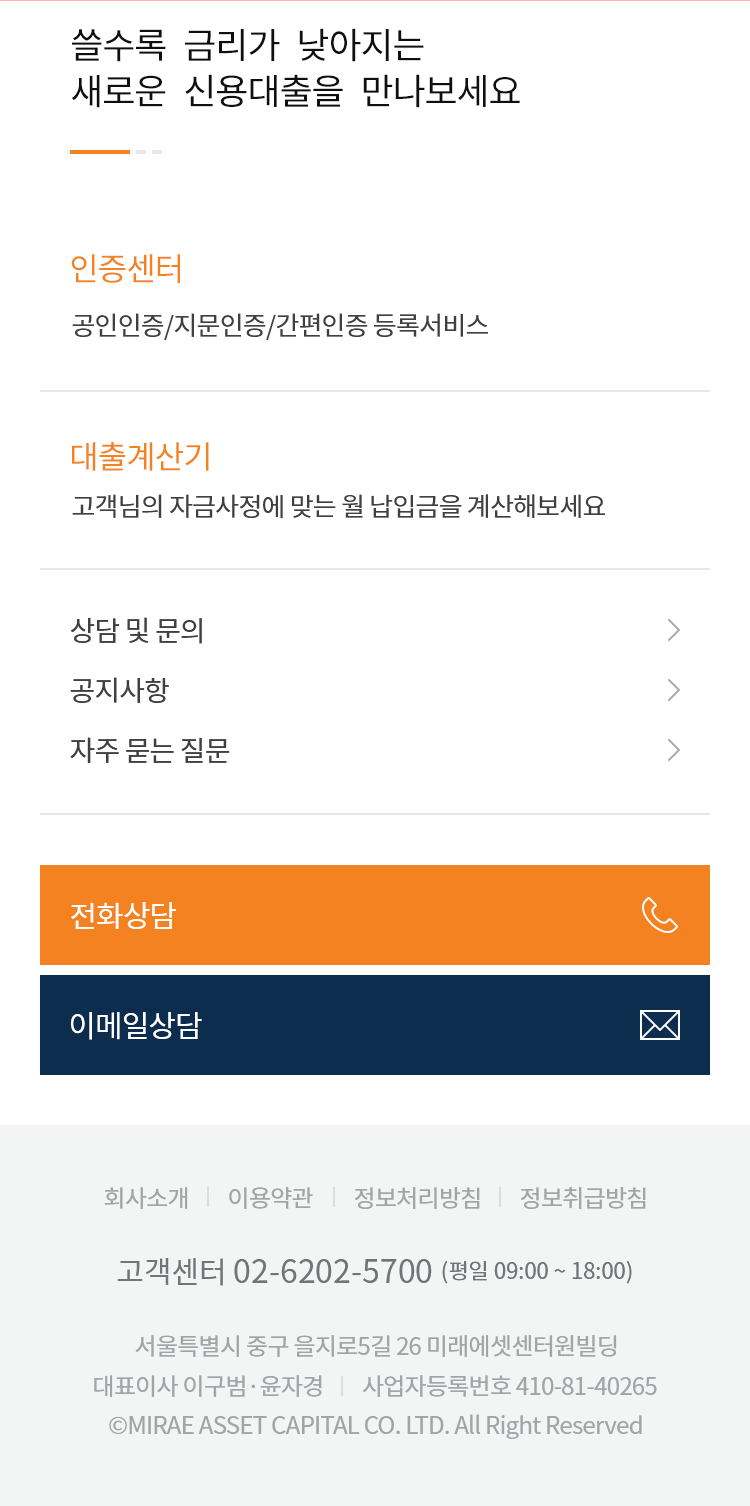 쓸수록 금리가 낮아지는
새로운 신용대출을 만나보세요
인증센터
공인인증/지문인증/간편인증 등록서비스
대출계산기
고객님의 자금사정에 맞는 월 납입금을 계산해보세요
상담 및 문의
공지사항
자주 묻는 질문
전화상담
이메일상담
회사소개 | 이용약관 | 정보처리방침 | 정보취급방침
고객센터 02-6202-5700 (평일 09:00 ~ 18:00)
서울특별시 중구 을지로5길 26 미래에셋센터원빌딩
대표이사 이구범·윤자경 | 사업자등록번호 410-81-40265
©MIRAE ASSET CAPITAL CO. LTD. All Right Reserved